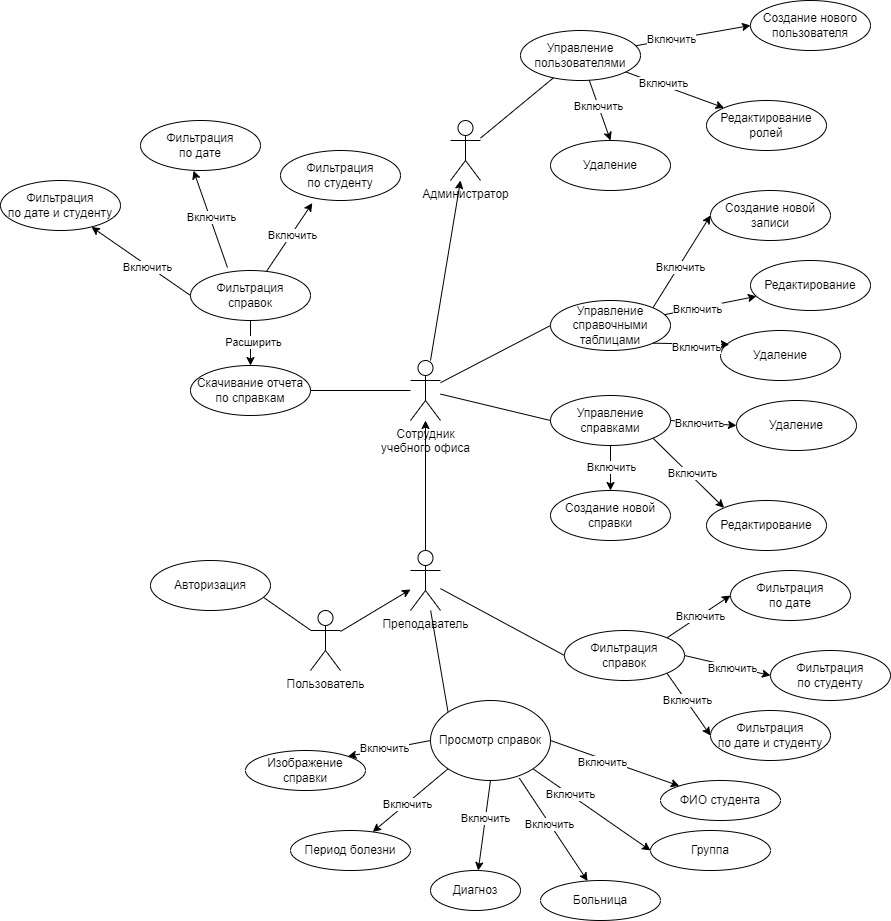 Создание нового
пользователя
Включить
Управление
пользователями
Включить
Включить
Редактирование
ролей
Удаление
Администратор
Фильтрация
по дате
Фильтрация
по студенту
Фильтрация
по дате и студенту
Включить
Включить
Включить
Фильтрация
справок
Расширить
Скачивание отчета
по справкам
Создание новой
записи
Включить
Редактирование
Включить
Управление
справочными
таблицами
Включить
Удаление
Сотрудник
учебного офиса
Управление
справками
Включить
Удаление
Включить
Включить
Создание новой
справки
Редактирование
Авторизация
Пользователь
Преподаватель
Фильтрация
по дате
Включить
Фильтрация
справок
Включить
Фильтрация
по студенту
Включить
Фильтрация
по дате и студенту
Просмотр справок
Включить
Изображение
справки
Включить
ФИО студента
Включить
Включить
Включить
Включить
Период болезни
Группа
Диагноз
Больница